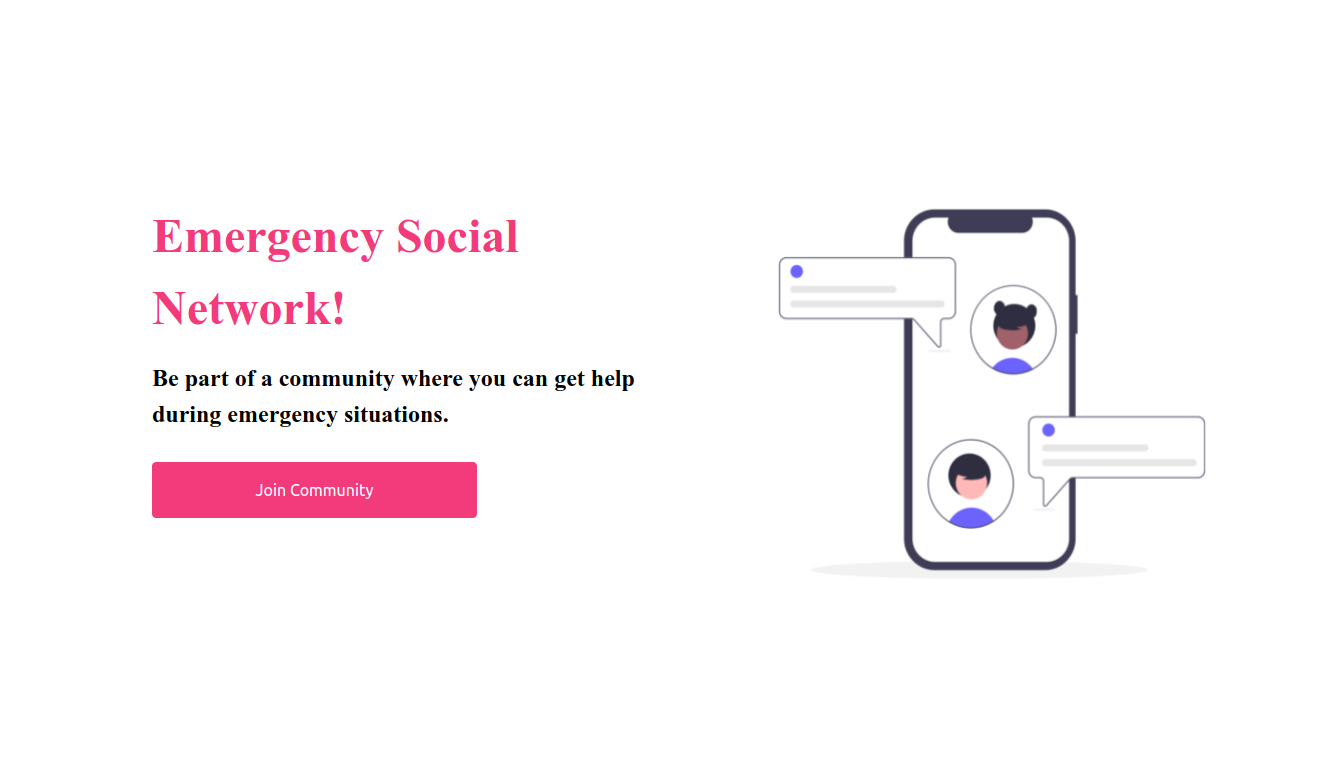 Emergency Social
Network!
Be part of a community where you can get help
during emergency situations.
Join Community